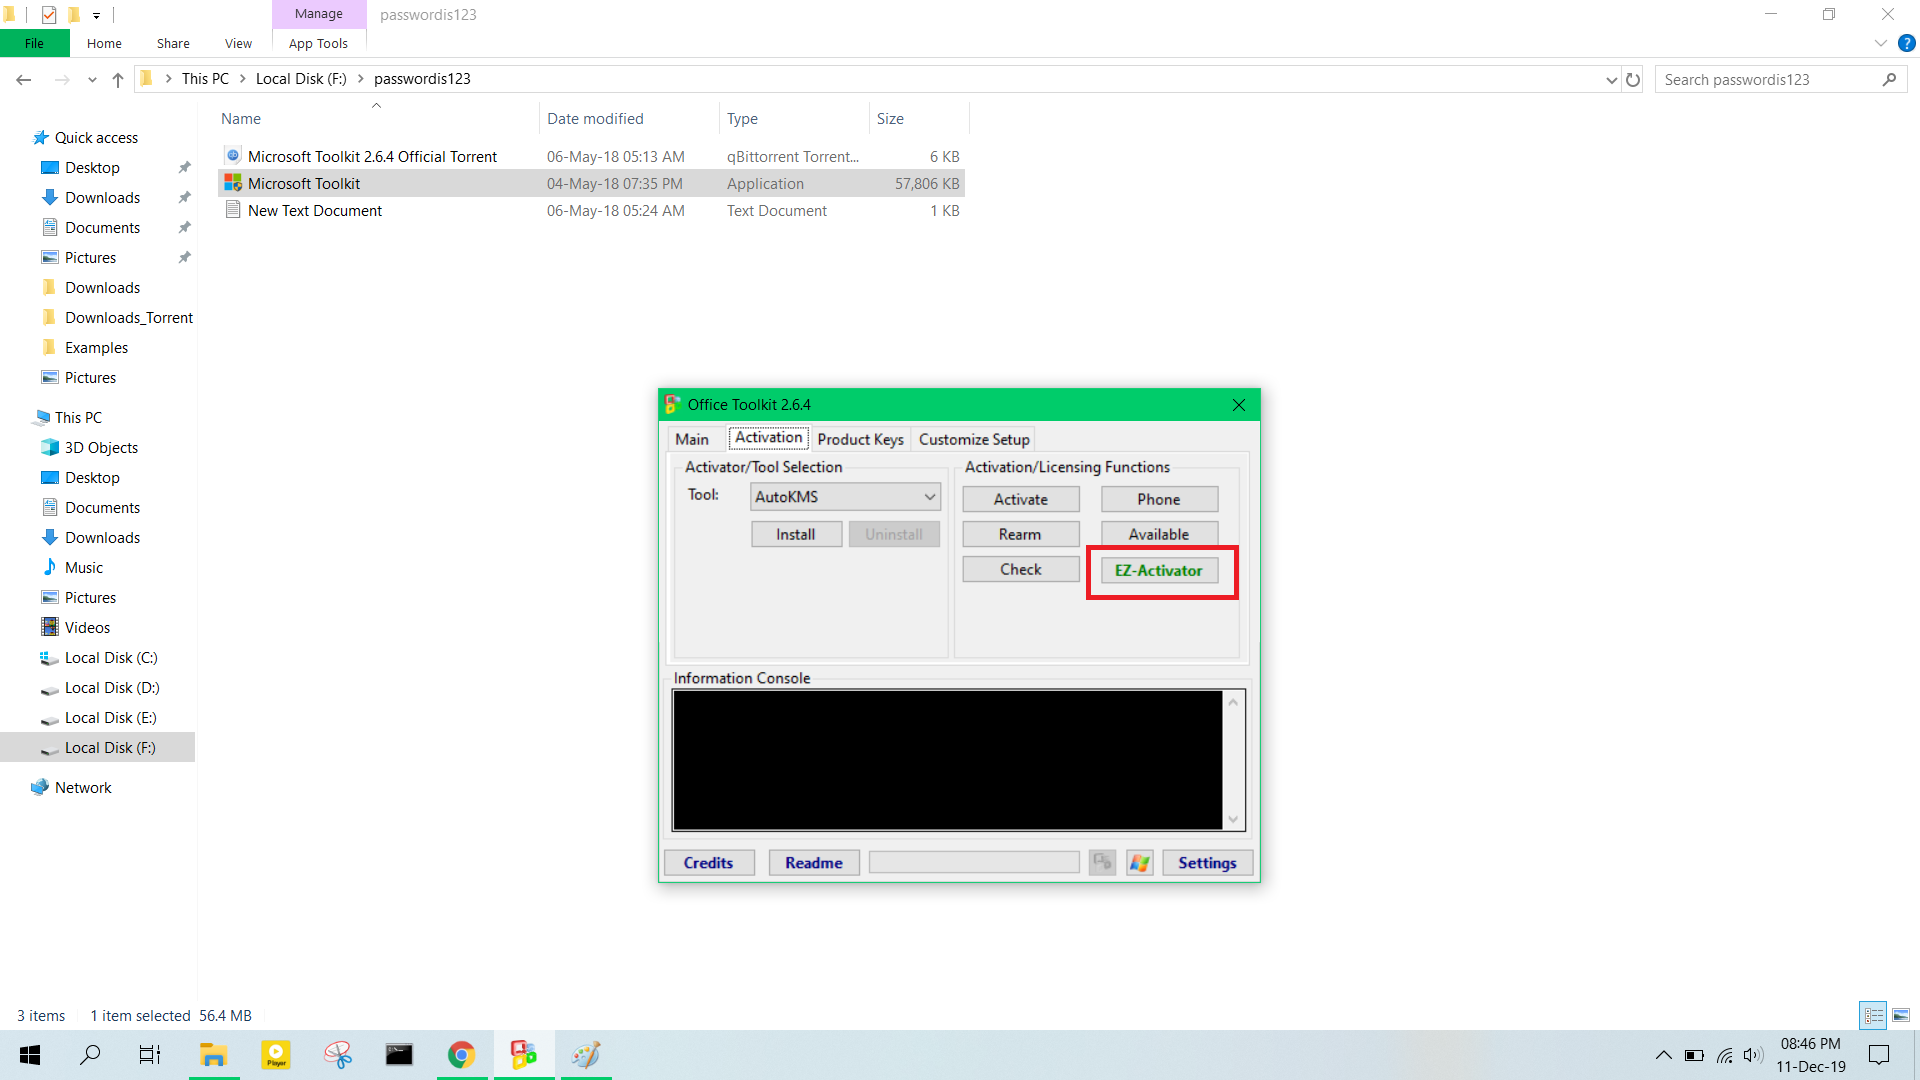 Manage
passwordis123
File
Home
Share
View
App Tools
?
This PC
Local Disk (F:)
passwordis123
Search passwordis123
Name
Date modified
Type
Size
Microsoft Toolkit 2.6.4 Official Torrent
06-May-18 05:13 AM
qBittorrent Torrent...
6 KB
Microsoft Toolkit
04-May-18 07:35 PM
Application
57,806 KB
New Text Document
06-May-18 05:24 AM
Text Document
1 KB
Quick access
Desktop
Downloads
Documents
Pictures
Downloads
Downloads_Torrent
Examples
Pictures
This PC
3D Objects
Desktop
Documents
Downloads
Music
Pictures
Videos
Local Disk (C:)
Local Disk (D:)
Local Disk (E:)
Local Disk (F:)
Network
Office Toolkit 2.6.4
Main
Activation
Product Keys
Customize Setup
Activator/Tool Selection
Tool:
AutoKMS
Install
Uninstall
Activation/Licensing Functions
Activate
Phone
Rearm
Available
Check
EZ-Activator
Information Console
Credits
Readme
Settings
3 items
1 item selected 56.4 MB
Player
08:46 PM
11-Dec-19